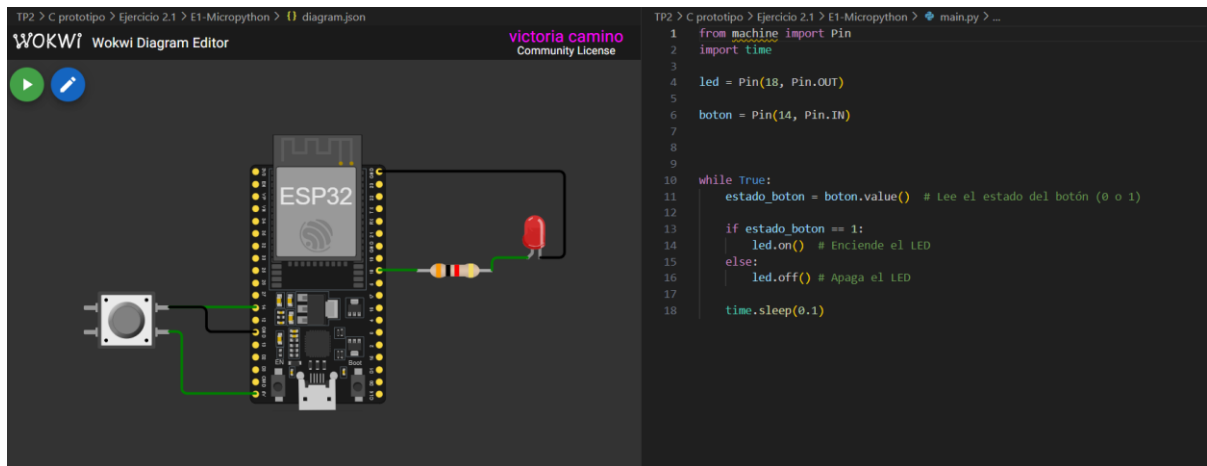 TP2 > C prototipo > Ejercicio 2.1 > E1-Micropython > {} diagram.json
WOKWi Wokwi Diagram Editor
victoria camino
Community License
ESP32
EN
Boot
TP2 > C prototipo > Ejercicio 2.1 > E1-Micropython > main.py > ...
1 from machine import Pin
2 import time
3
4 led = Pin(18, Pin.OUT)
5
6 boton = Pin(14, Pin.IN)
7
8
9
10 while True:
11 estado_boton = boton.value() # Lee el estado del botón (0 o 1)
12
13 if estado_boton == 1:
14 led.on() # Enciende el LED
15 else:
16 led.off() # Apaga el LED
17
18 time.sleep(0.1)